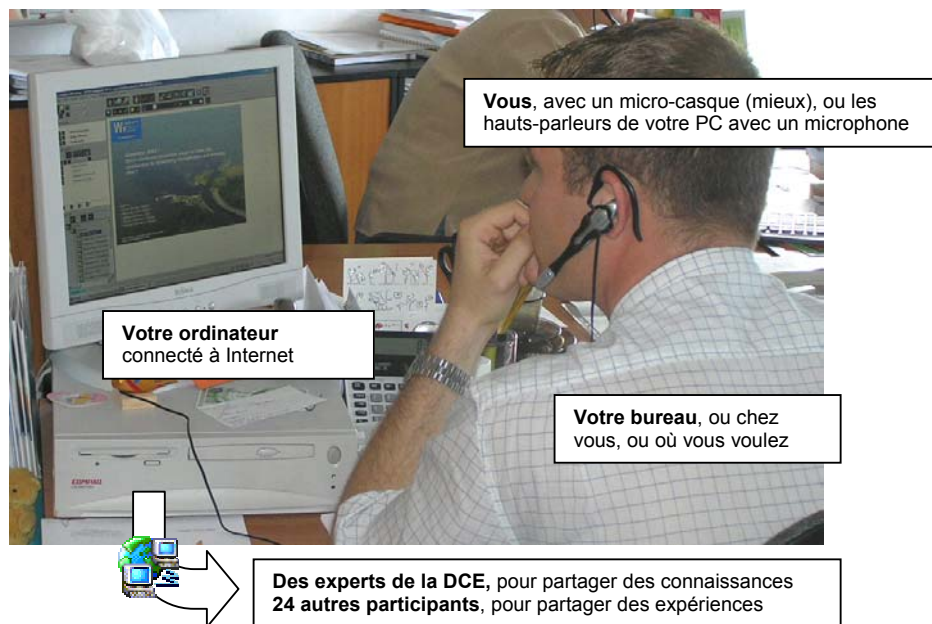 Vous, avec un micro-casque (mieux), ou les
hauts-parleurs de votre PC avec un microphone
Votre ordinateur
connecté à Internet
Votre bureau, ou chez
vous, ou où vous voulez
COMPAQ
Des experts de la DCE, pour partager des connaissances
24 autres participants, pour partager des expériences